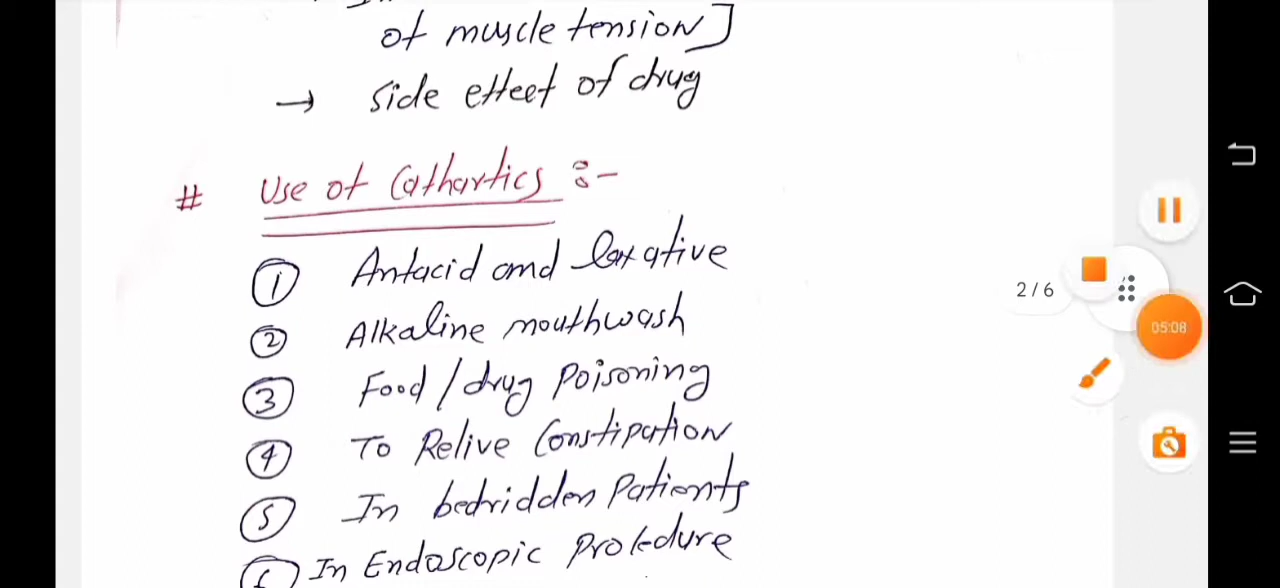 of muscle tension]
→ side effect of drug
# Use of Cathartics :-
① Antacid and laxative
② Alkaline mouthwash
③ Food/drug poisoning
④ To Relive Constipation
⑤ In bedridden Patients
⑥ In Endoscopic Procedure
2/6
05:08